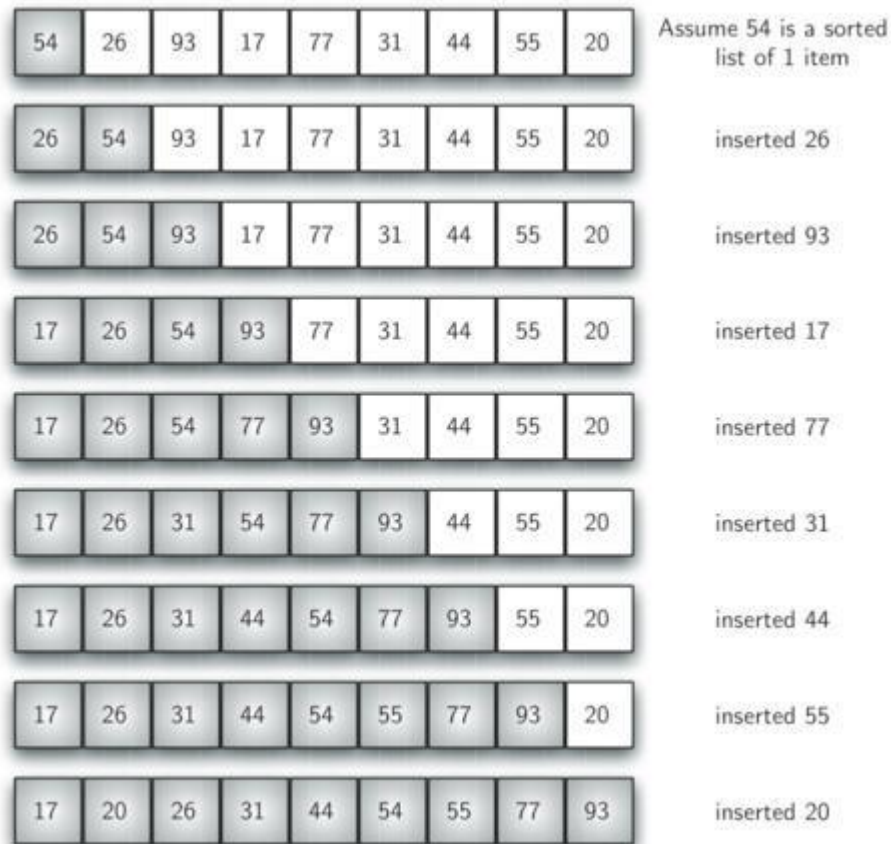 54 26 93 17 77 31 44 55 20 Assume 54 is a sorted
list of 1 item
26 54 93 17 77 31 44 55 20 inserted 26
26 54 93 17 77 31 44 55 20 inserted 93
17 26 54 93 77 31 44 55 20 inserted 17
17 26 54 77 93 31 44 55 20 inserted 77
17 26 31 54 77 93 44 55 20 inserted 31
17 26 31 44 54 77 93 55 20 inserted 44
17 26 31 44 54 55 77 93 20 inserted 55
17 20 26 31 44 54 55 77 93 inserted 20